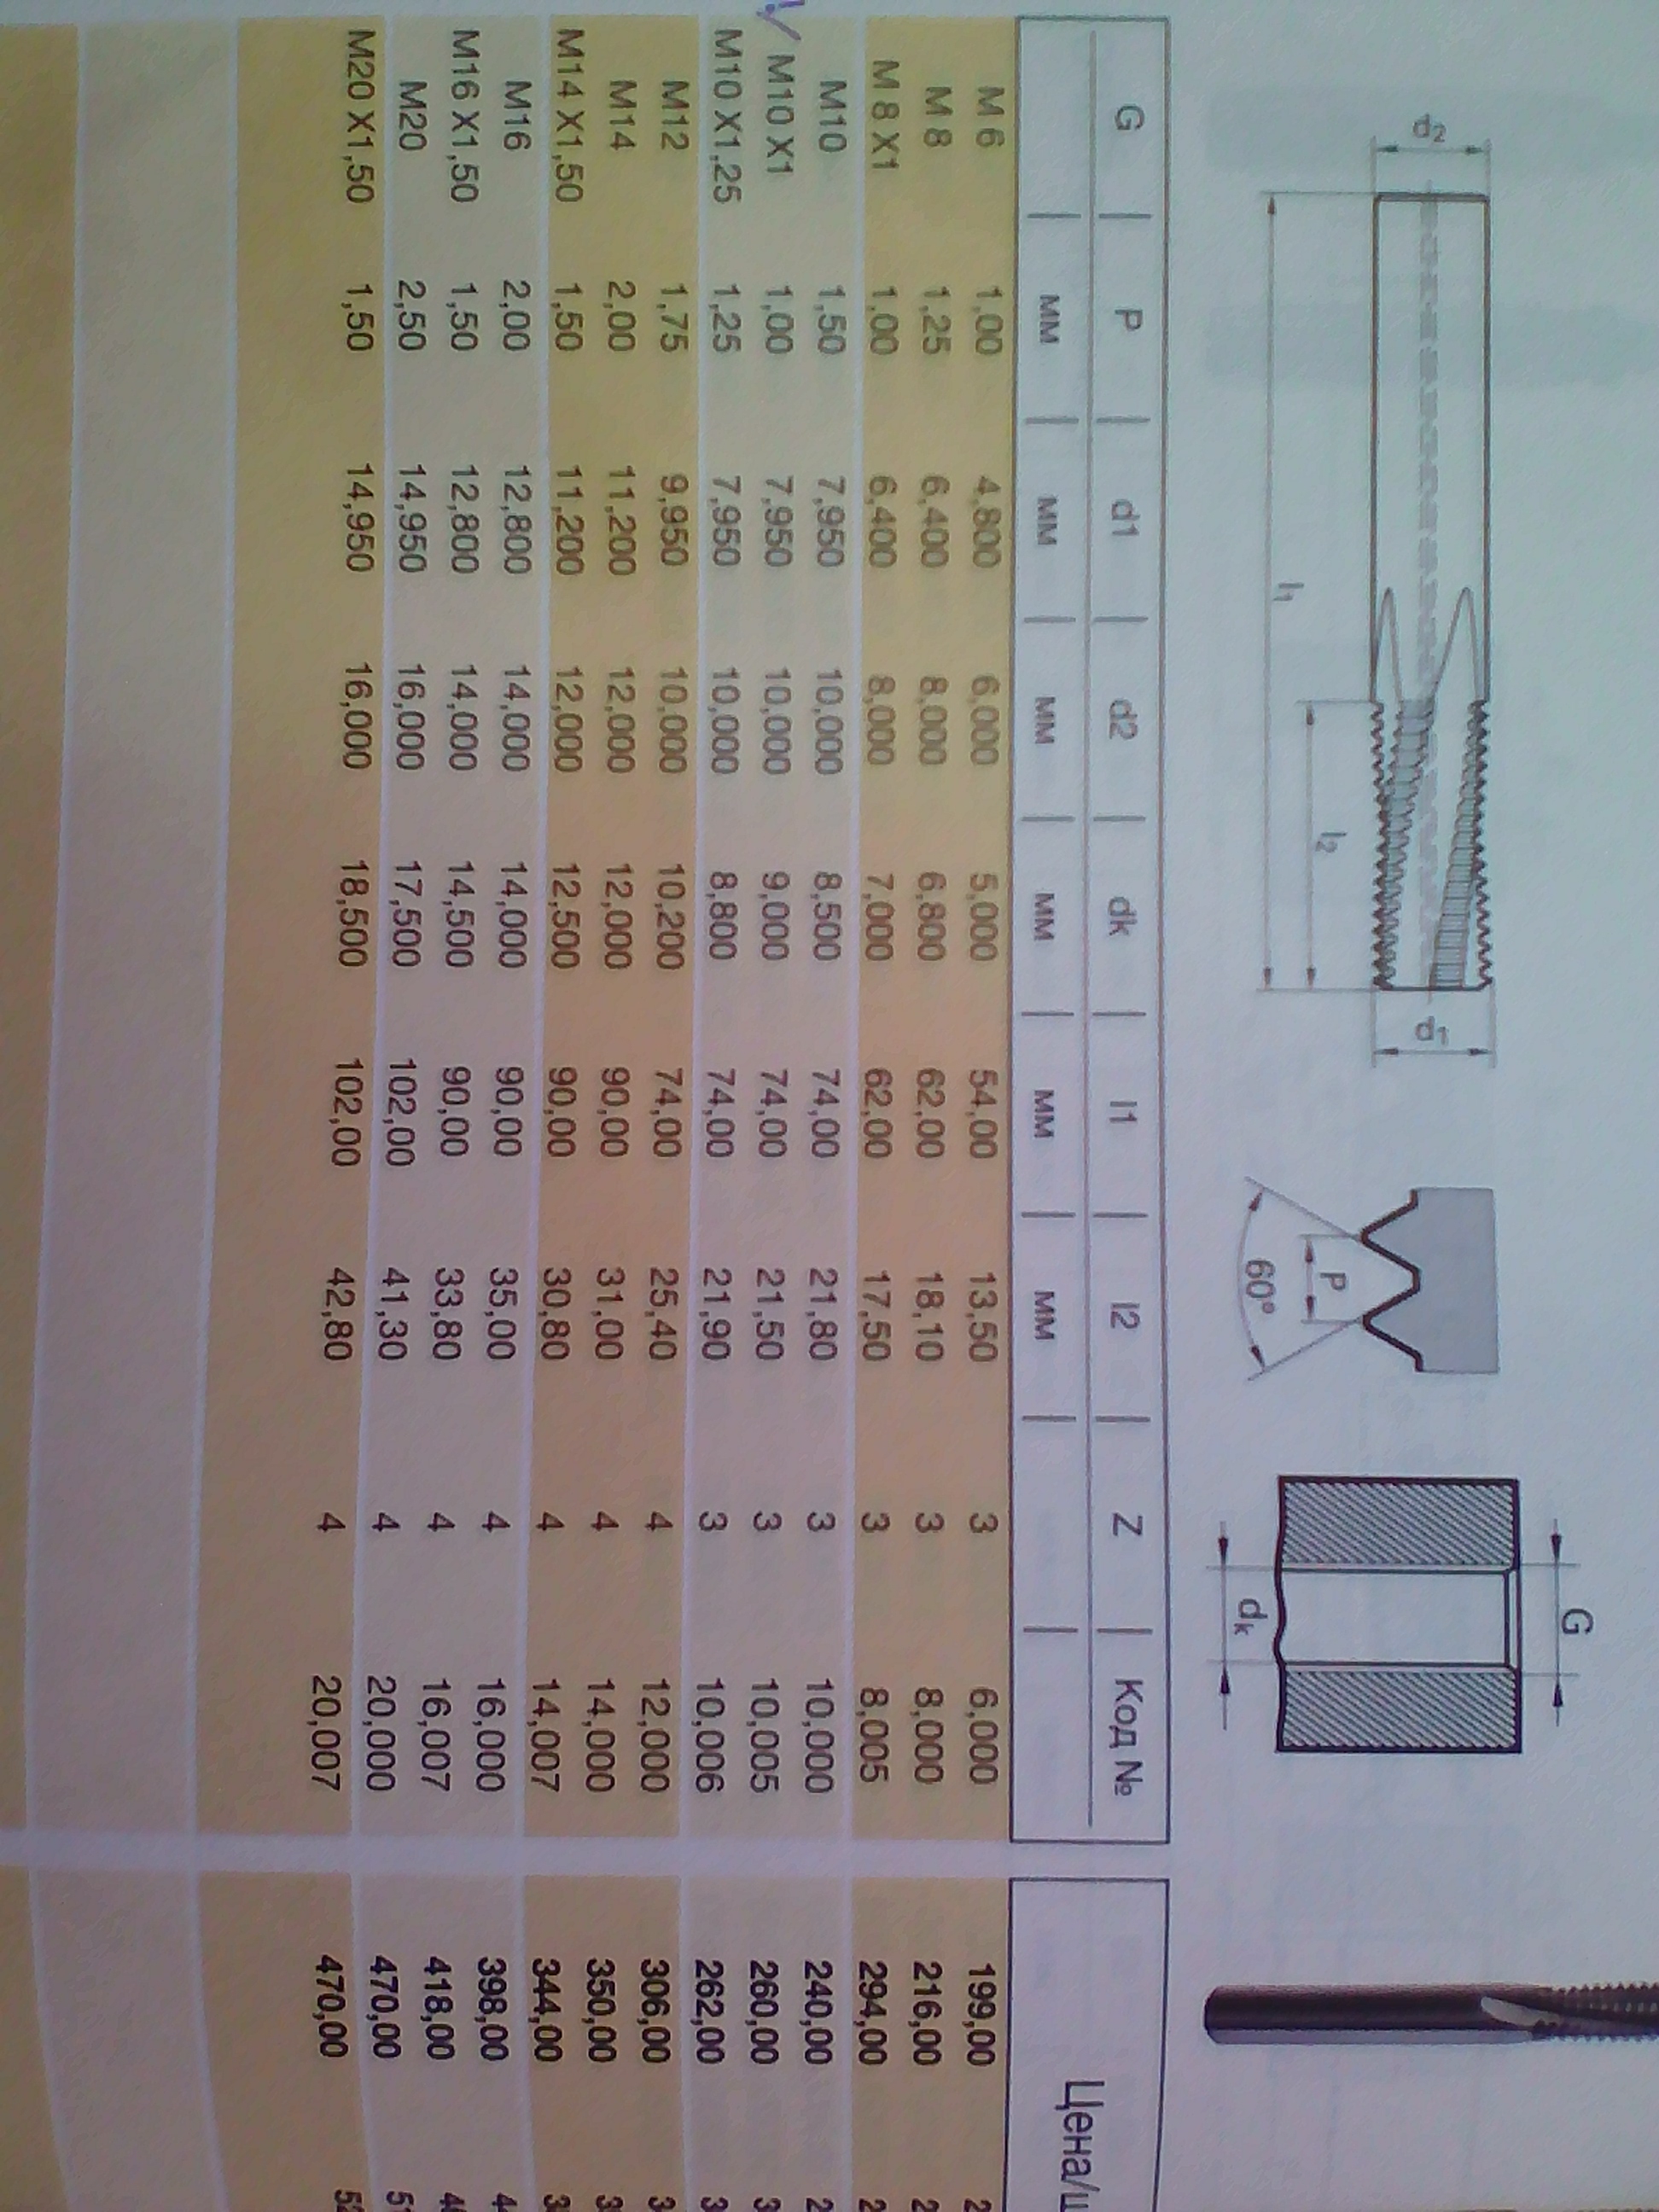 G
d2 l1 l2 d1 P 60° dk
G P d1 d2 dk l1 l2 Z Код №
мм мм мм мм мм мм
M 6 1,00 4,800 6,000 5,000 54,00 13,50 3 6,000 199,00
M 8 1,25 6,400 8,000 6,800 62,00 18,10 3 8,000 216,00
M 8 X1 1,00 6,400 8,000 7,000 62,00 17,50 3 8,005 294,00
M10 1,50 7,950 10,000 8,500 74,00 21,80 3 10,000 240,00
M10 X1 1,00 7,950 10,000 9,000 74,00 21,50 3 10,005 260,00
M10 X1,25 1,25 7,950 10,000 8,800 74,00 21,90 3 10,006 262,00
M12 1,75 9,950 10,000 10,200 74,00 25,40 4 12,000 306,00
M14 2,00 11,200 12,000 12,000 90,00 31,00 4 14,000 350,00
M14 X1,50 1,50 11,200 12,000 12,500 90,00 30,80 4 14,007 344,00
M16 2,00 12,800 14,000 14,000 90,00 35,00 4 16,000 398,00
M16 X1,50 1,50 12,800 14,000 14,500 90,00 33,80 4 16,007 418,00
M20 2,50 14,950 16,000 17,500 102,00 41,30 4 20,000 470,00
M20 X1,50 1,50 14,950 16,000 18,500 102,00 42,80 4 20,007 470,00
Цена/